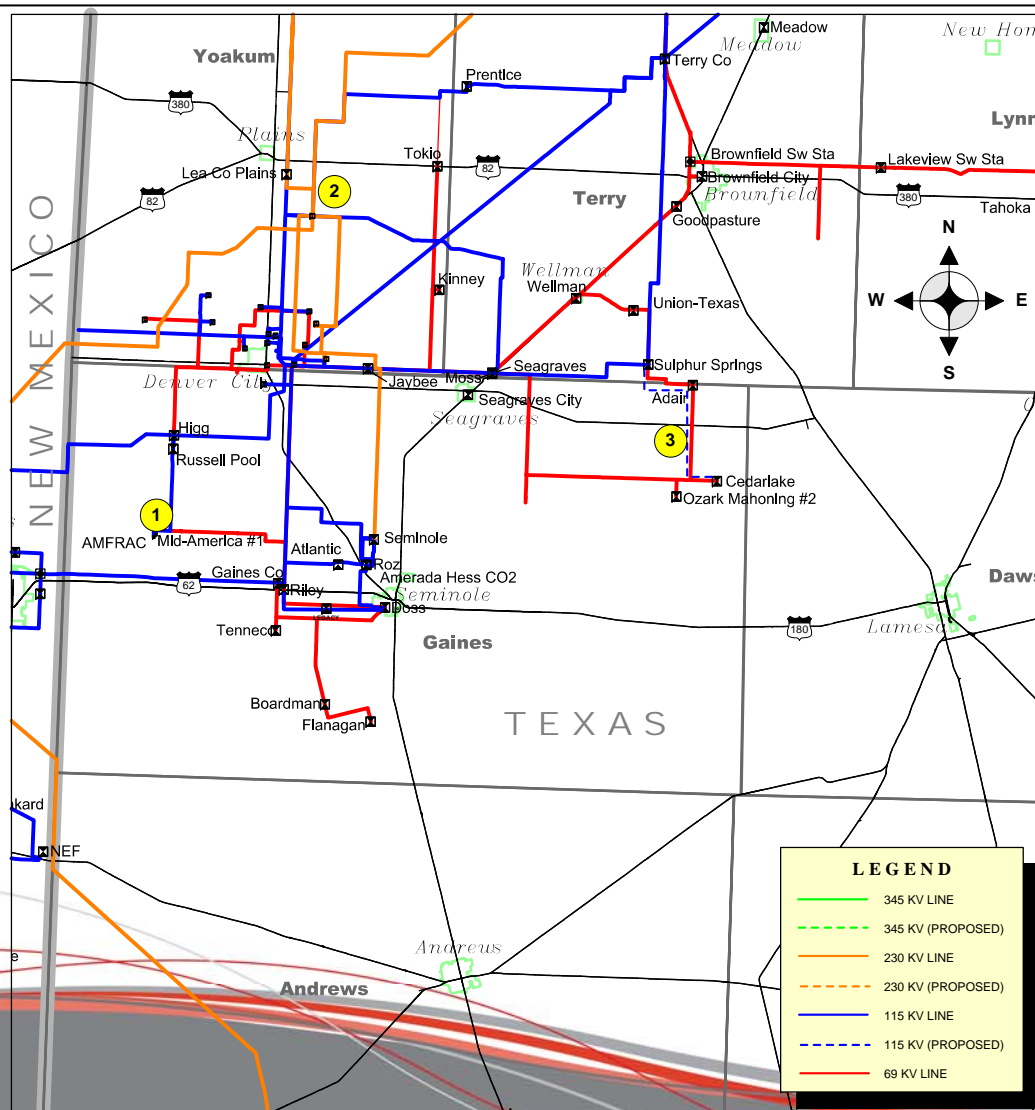 Meadow
New Hom
Yoakum
Meadow
Terry Co
Prentice
380
Lynn
Plains
Tokio
82
Brownfield Sw Sta
Lakeview Sw Sta
Lea Co Plains
Brownfield City
82
2
Brownfield
380
Terry
Goodpasture
Tahoka
N
Wellman
Kinney
Wellman
Union-Texas
W
E
Sulphur Springs
S
Denver City
Jaybee
Moss
Seagraves
Adair
Seagraves City
Seagraves
NEW MEXICO
Higg
3
Russell Pool
Cedarlake
Ozark Mahoning #2
1
AMFRAC
Mid-America #1
Seminole
Atlantic
Roz
Gaines Co
Amerada Hess CO2
62
Riley
Seminole
Daws
LEGACY
Doss
Lamesa
Tenneco
180
Gaines
Boardman
Flanagan
TEXAS
kard
NEF
LEGEND
345 KV LINE
345 KV (PROPOSED)
230 KV LINE
230 KV (PROPOSED)
115 KV LINE
115 KV (PROPOSED)
69 KV LINE
Andrews
e
Andrews